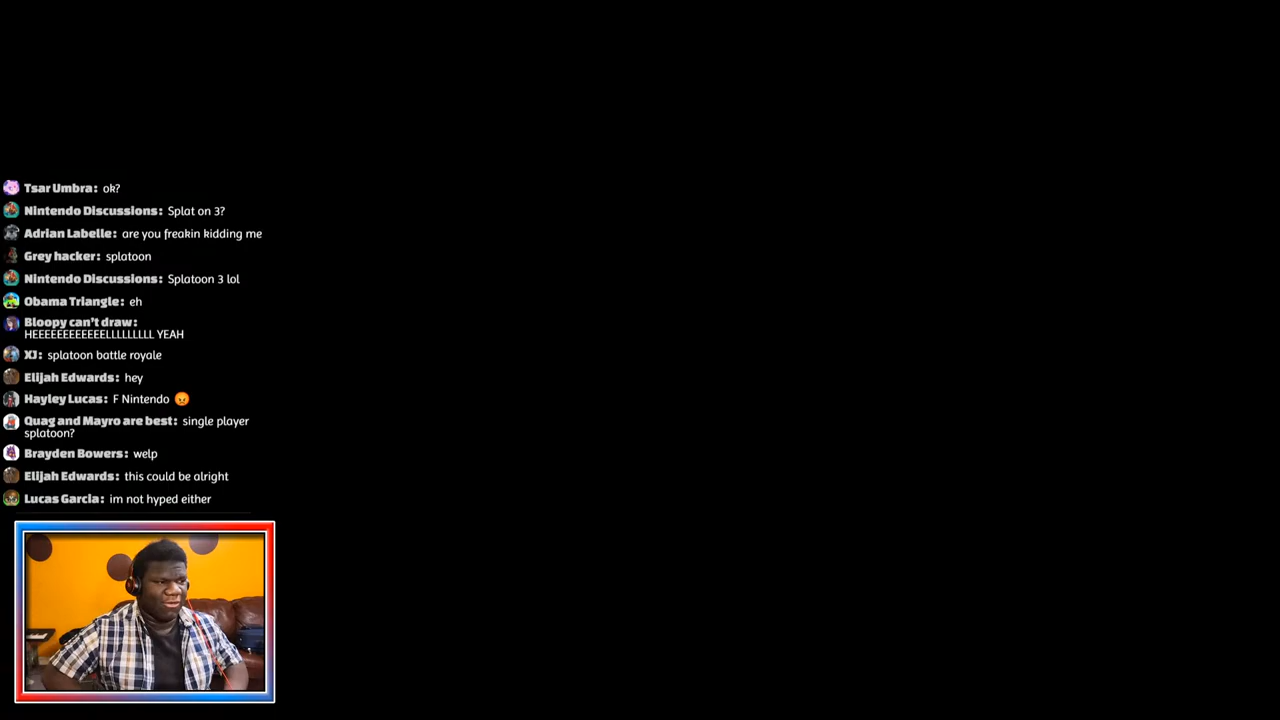 Tsar Umbra: ok?
Nintendo Discussions: Splat on 3?
Adrian Labelle: are you freakin kidding me
Grey hacker: splatoon
Nintendo Discussions: Splatoon 3 lol
Obama Triangle: eh
Bloopy can't draw:
HEEEEEEEEEEELLLLLLLLL YEAH
XJ: splatoon battle royale
Elijah Edwards: hey
Hayley Lucas: F Nintendo 😡
Quag and Mayro are best: single player
splatoon?
Brayden Bowers: welp
Elijah Edwards: this could be alright
Lucas Garcia: im not hyped either